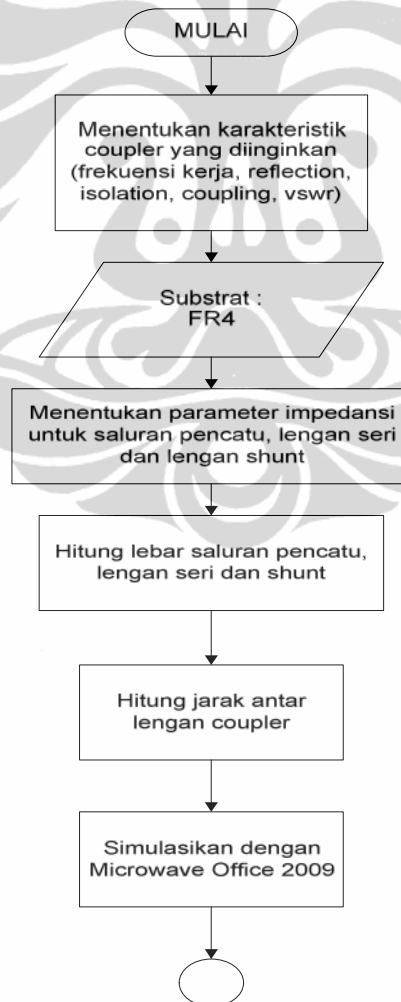 MULAI
Menentukan karakteristik
coupler yang diinginkan
(frekuensi kerja, reflection,
isolation, coupling, vswr)
Substrat :
FR4
Menentukan parameter impedansi
untuk saluran pencatu, lengan seri
dan lengan shunt
Hitung lebar saluran pencatu,
lengan seri dan shunt
Hitung jarak antar
lengan coupler
Simulasikan dengan
Microwave Office 2009